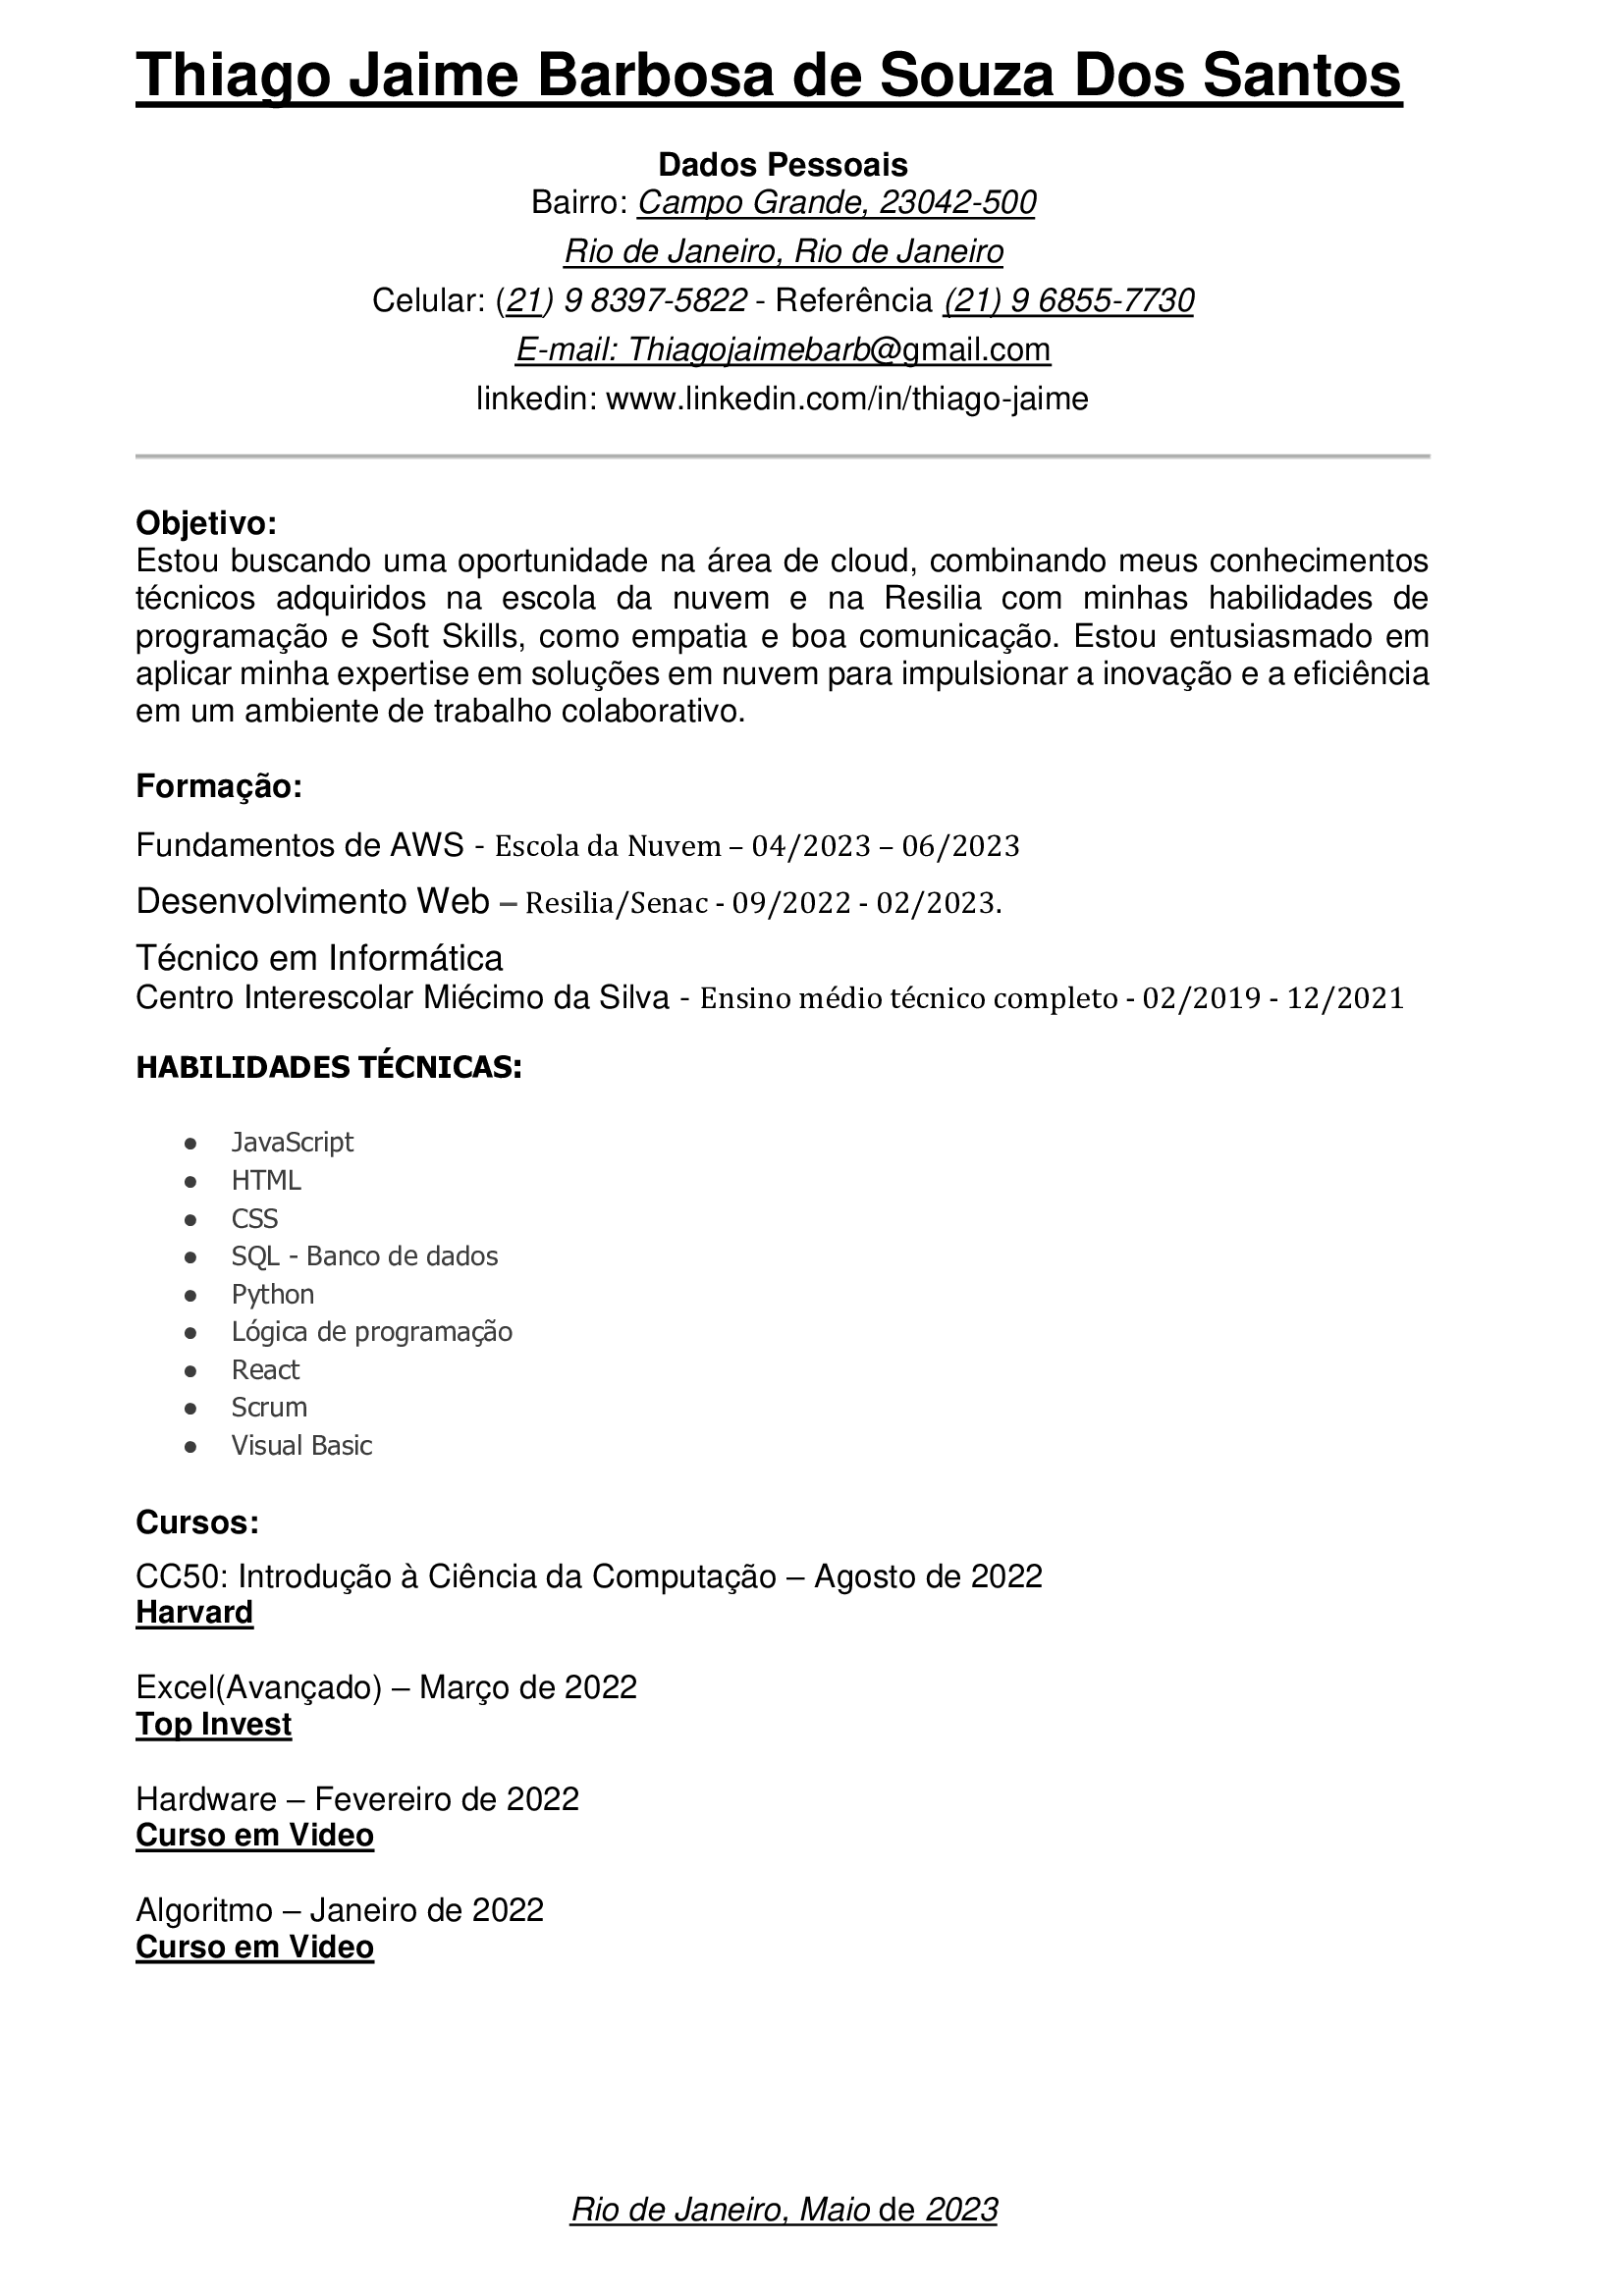 Thiago Jaime Barbosa de Souza Dos Santos
Dados Pessoais
Bairro: Campo Grande, 23042-500
Rio de Janeiro, Rio de Janeiro
Celular: (21) 9 8397-5822 - Referência (21) 9 6855-7730
E-mail: Thiagojaimebarb@gmail.com
linkedin: www.linkedin.com/in/thiago-jaime
Objetivo:
Estou buscando uma oportunidade na área de cloud, combinando meus conhecimentos
técnicos adquiridos na escola da nuvem e na Resilia com minhas habilidades de
programação e Soft Skills, como empatia e boa comunicação. Estou entusiasmado em
aplicar minha expertise em soluções em nuvem para impulsionar a inovação e a eficiência
em um ambiente de trabalho colaborativo.
Formação:
Fundamentos de AWS - Escola da Nuvem – 04/2023 – 06/2023
Desenvolvimento Web – Resilia/Senac - 09/2022 - 02/2023.
Técnico em Informática
Centro Interescolar Miécimo da Silva - Ensino médio técnico completo - 02/2019 - 12/2021
HABILIDADES TÉCNICAS:
● JavaScript
● HTML
● CSS
● SQL - Banco de dados
● Python
● Lógica de programação
● React
● Scrum
● Visual Basic
Cursos:
CC50: Introdução à Ciência da Computação – Agosto de 2022
Harvard
Excel(Avançado) – Março de 2022
Top Invest
Hardware – Fevereiro de 2022
Curso em Video
Algoritmo – Janeiro de 2022
Curso em Video
Rio de Janeiro, Maio de 2023